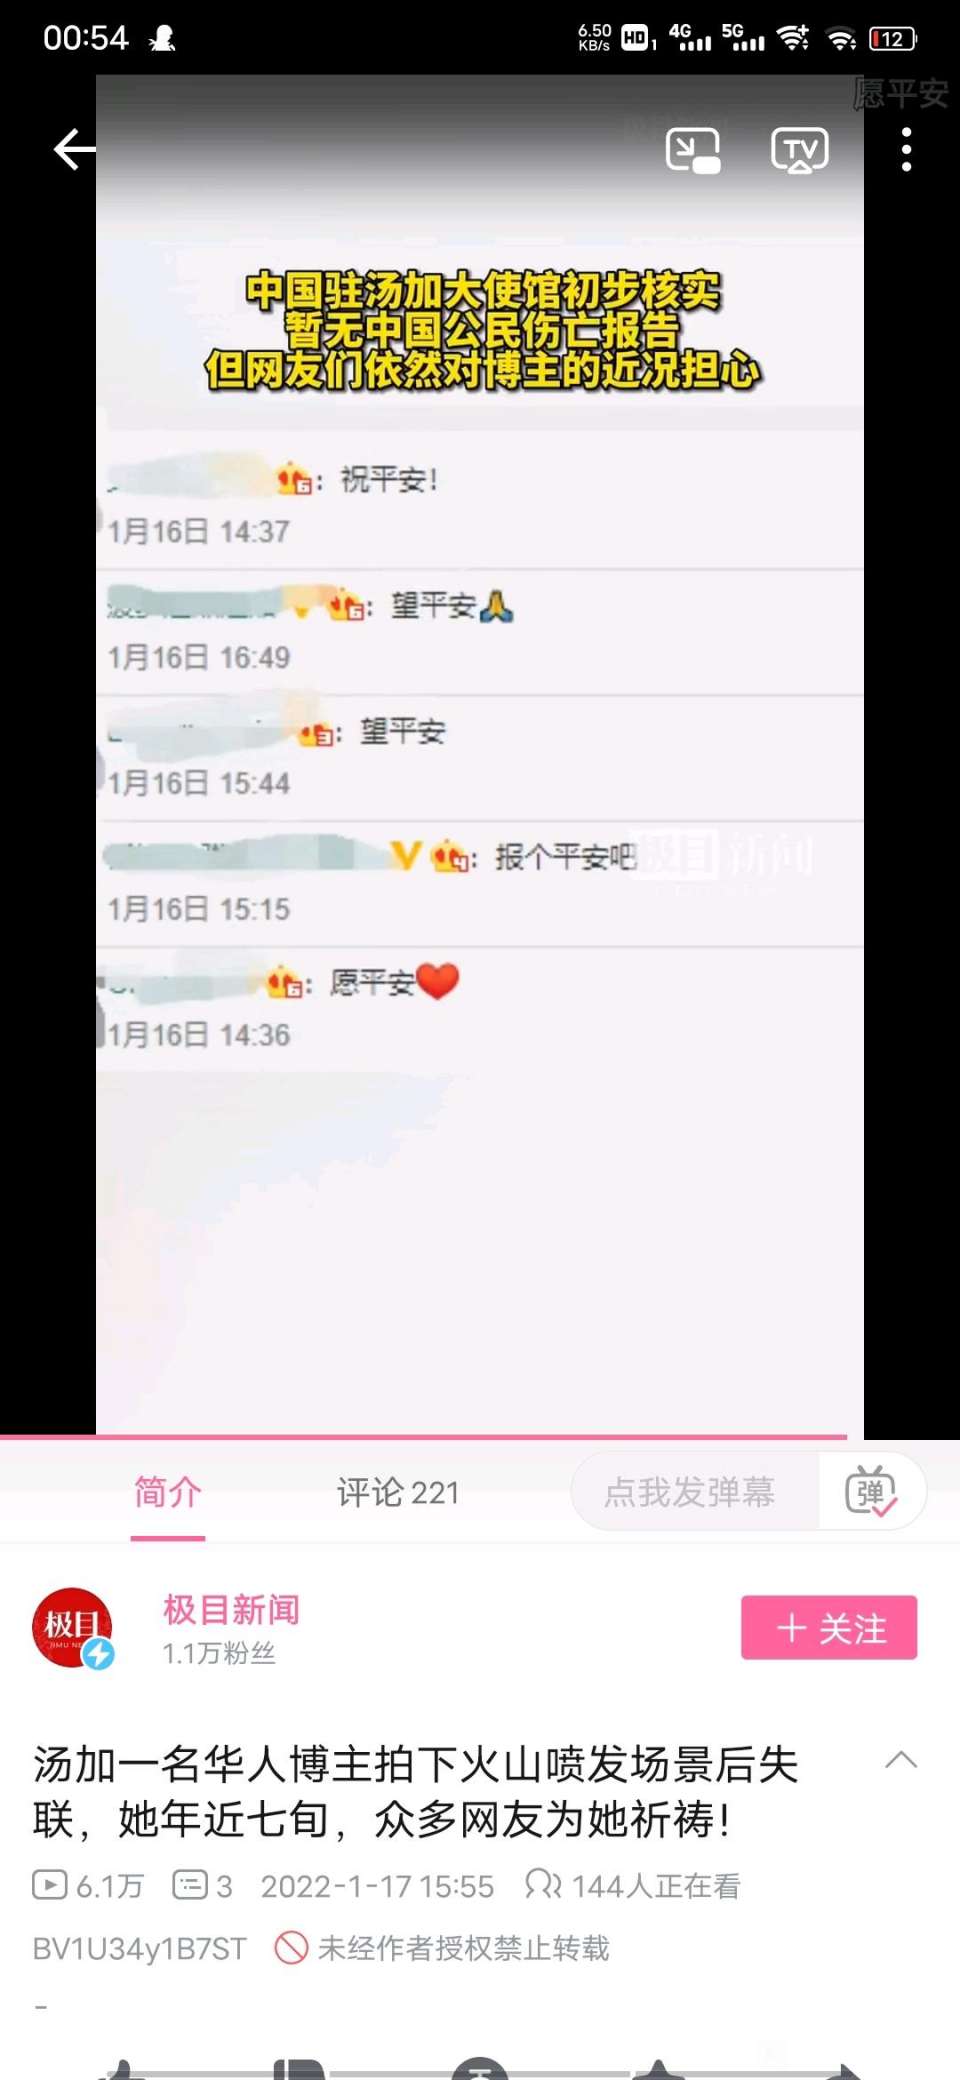 00:54
6.50
KB/s
HD 1
4G
5G
12
愿平安
TV
中国驻汤加大使馆初步核实
暂无中国公民伤亡报告
但网友们依然对博主的近况担心
6
: 祝平安!
1月16日 14:37
6
: 望平安🙏
1月16日 16:49
3
: 望平安
1月16日 15:44
V
4
: 报个平安吧
极目新闻
1月16日 15:15
6
: 愿平安❤️
1月16日 14:36
简介
评论 221
点我发弹幕
弹
极目
极目新闻
1.1万粉丝
+ 关注
汤加一名华人博主拍下火山喷发场景后失
联，她年近七旬，众多网友为她祈祷！
6.1万 3 2022-1-17 15:55 144人正在看
BV1U34y1B7ST 未经作者授权禁止转载
-